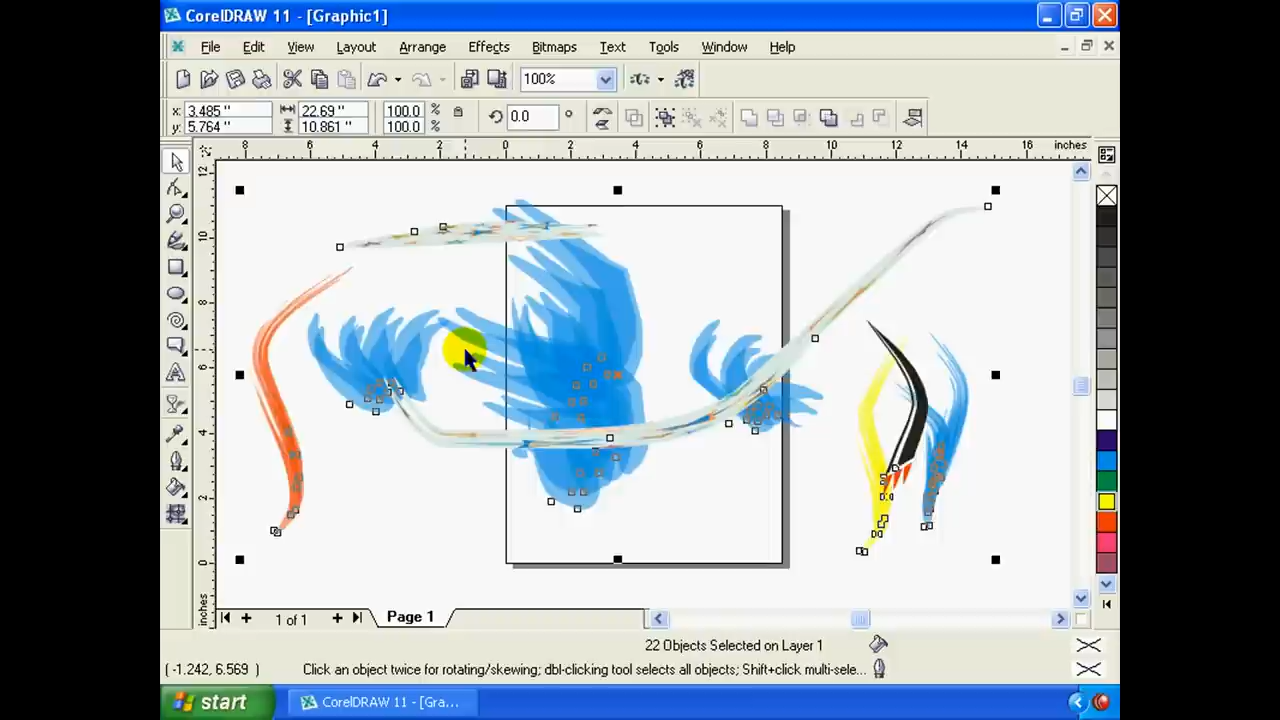 CorelDRAW 11 - [Graphic1]
File Edit View Layout Arrange Effects Bitmaps Text Tools Window Help
100%
x: 3.485 " 22.69 " 100.0 % 0.0 °
y: 5.764 " 10.861 " 100.0 %
8 6 4 2 0 2 4 6 8 10 12 14 16 inches
12
10
8
6
4
2
0
inches
1 of 1 Page 1
22 Objects Selected on Layer 1
( -1.242, 6.569 ) Click an object twice for rotating/skewing; dbl-clicking tool selects all objects; Shift+click multi-sele...
start CorelDRAW 11 - [Gra...